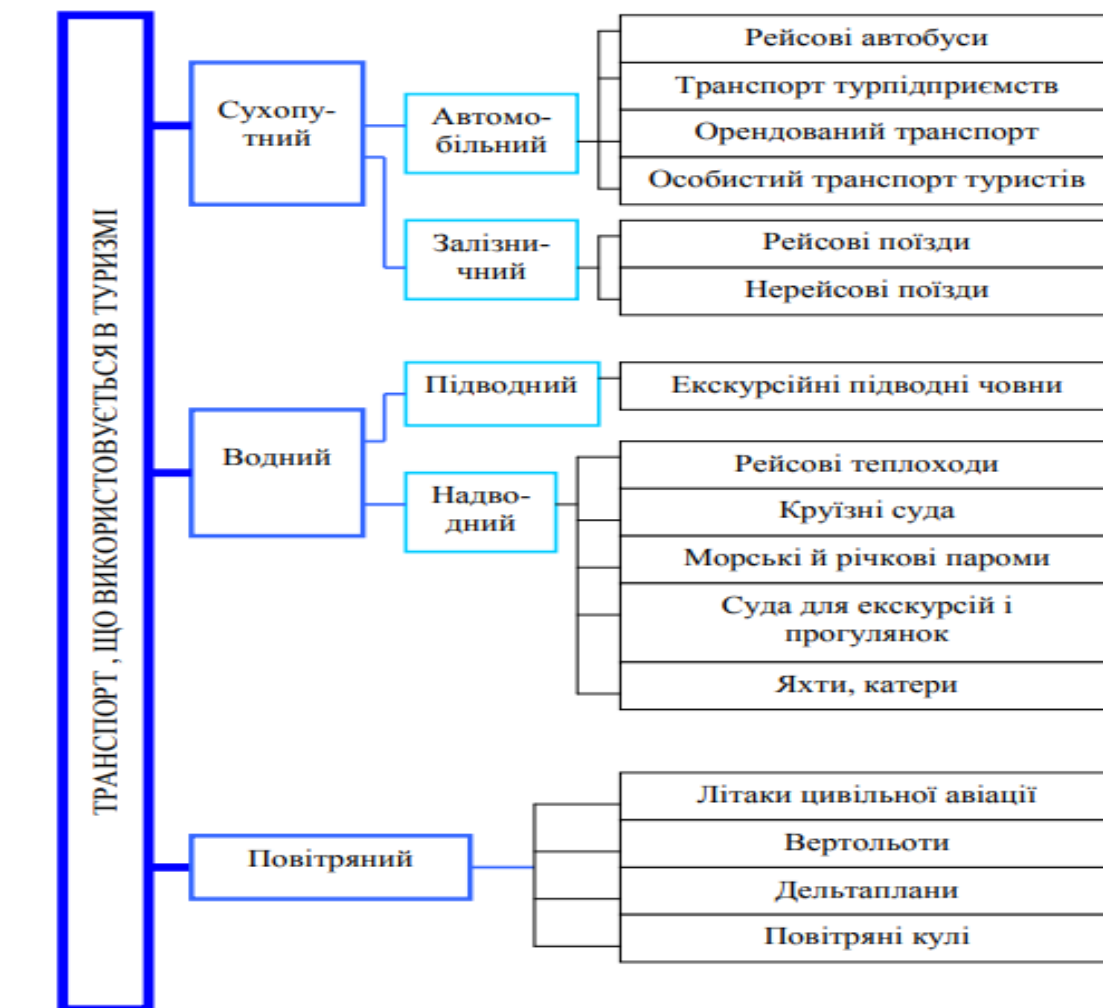 ТРАНСПОРТ , ЩО ВИКОРИСТОВУЄТЬСЯ В ТУРИЗМІ
Сухопу-
тний
Автомо-
більний
Рейсові автобуси
Транспорт турпідприємств
Орендований транспорт
Особистий транспорт туристів
Залізни-
чний
Рейсові поїзди
Нерейсові поїзди
Водний
Підводний
Екскурсійні підводні човни
Надво-
дний
Рейсові теплоходи
Круїзні суда
Морські й річкові пароми
Суда для екскурсій і
прогулянок
Яхти, катери
Повітряний
Літаки цивільної авіації
Вертольоти
Дельтаплани
Повітряні кулі